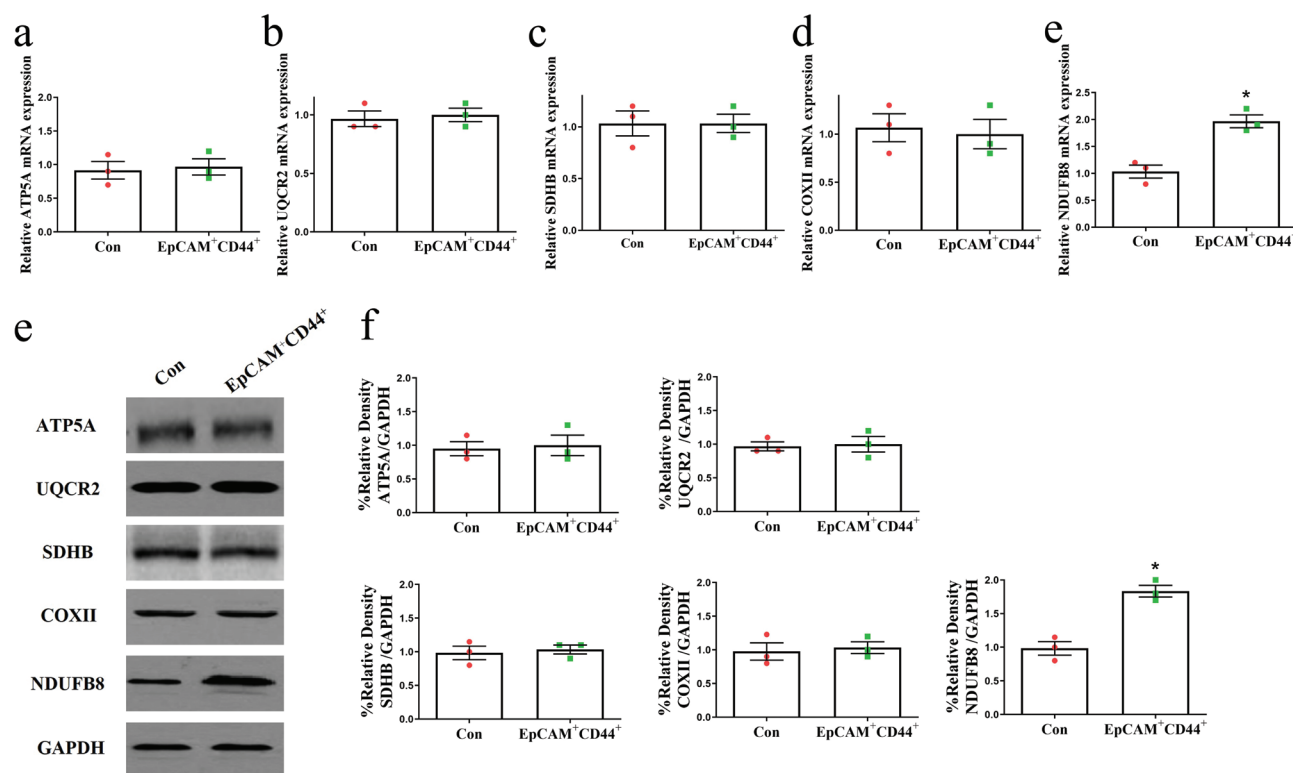 a
Relative ATP5A mRNA expression
2.0
1.5
1.0
0.5
0.0
Con
EpCAM⁺CD44⁺
b
Relative UQCR2 mRNA expression
1.0
0.5
0.0
Con
EpCAM⁺CD44⁺
c
Relative SDHB mRNA expression
1.0
0.5
0.0
Con
EpCAM⁺CD44⁺
d
Relative COXII mRNA expression
1.0
0.5
0.0
Con
EpCAM⁺CD44⁺
e
Relative NDUFB8 mRNA expression
2.5
2.0
1.5
1.0
0.5
0.0
*
Con
EpCAM⁺CD44⁺
e
Con
EpCAM⁺CD44⁺
ATP5A
UQCR2
SDHB
COXII
NDUFB8
GAPDH
f
%Relative Density
ATP5A/GAPDH
2.0
1.5
1.0
0.5
0.0
Con
EpCAM⁺CD44⁺
%Relative Density
UQCR2 /GAPDH
2.0
1.5
1.0
0.5
0.0
Con
EpCAM⁺CD44⁺
%Relative Density
SDHB /GAPDH
2.0
1.5
1.0
0.5
0.0
Con
EpCAM⁺CD44⁺
%Relative Density
COXII /GAPDH
2.0
1.5
1.0
0.5
0.0
Con
EpCAM⁺CD44⁺
%Relative Density
NDUFB8 /GAPDH
2.0
1.5
1.0
0.5
0.0
*
Con
EpCAM⁺CD44⁺